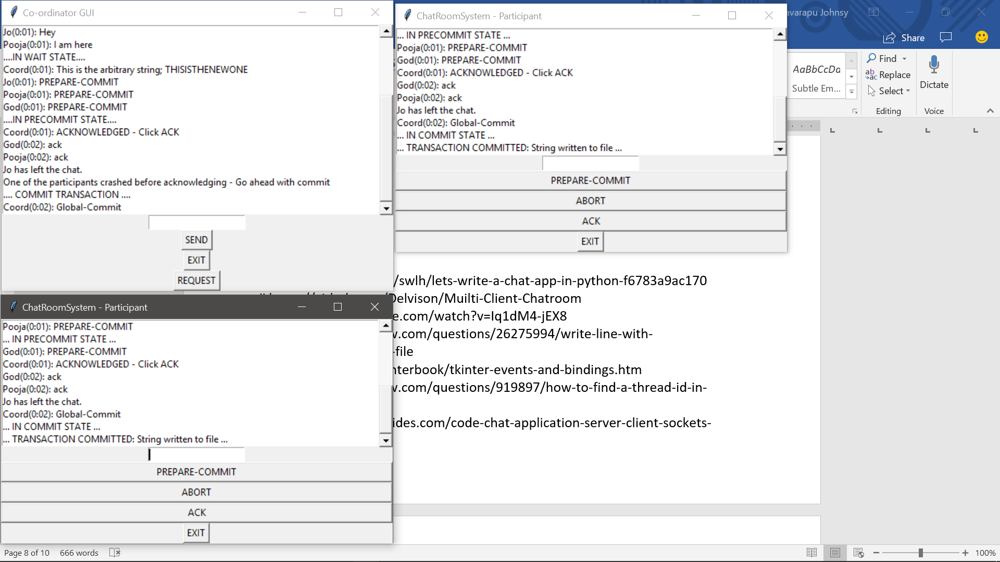 Co-ordinator GUI
Jo(0:01): Hey
Pooja(0:01): I am here
....IN WAIT STATE....
Coord(0:01): This is the arbitrary string; THISISTHENEWONE
Jo(0:01): PREPARE-COMMIT
Pooja(0:01): PREPARE-COMMIT
God(0:01): PREPARE-COMMIT
....IN PRECOMMIT STATE....
Coord(0:01): ACKNOWLEDGED - Click ACK
God(0:02): ack
Pooja(0:02): ack
Jo has left the chat.
One of the participants crashed before acknowledging - Go ahead with commit
.... COMMIT TRANSACTION ....
Coord(0:02): Global-Commit
SEND
EXIT
REQUEST
ChatRoomSystem - Participant
... IN PRECOMMIT STATE ...
Pooja(0:01): PREPARE-COMMIT
God(0:01): PREPARE-COMMIT
Coord(0:01): ACKNOWLEDGED - Click ACK
God(0:02): ack
Pooja(0:02): ack
Jo has left the chat.
Coord(0:02): Global-Commit
... IN COMMIT STATE ...
... TRANSACTION COMMITTED: String written to file ...
PREPARE-COMMIT
ABORT
ACK
EXIT
avarapu Johnsy
Share
AaBbCcDd
Subtle Em...
Find
Replace
Select
Editing
Dictate
Voice
/swlh/lets-write-a-chat-app-in-python-f6783a9ac170
Delvison/Muilti-Client-Chatroom
e.com/watch?v=Iq1dM4-jEX8
w.com/questions/26275994/write-line-with-
-file
nterbook/tkinter-events-and-bindings.htm
w.com/questions/919897/how-to-find-a-thread-id-in-
ides.com/code-chat-application-server-client-sockets-
ChatRoomSystem - Participant
Pooja(0:01): PREPARE-COMMIT
... IN PRECOMMIT STATE ...
God(0:01): PREPARE-COMMIT
Coord(0:01): ACKNOWLEDGED - Click ACK
God(0:02): ack
Pooja(0:02): ack
Jo has left the chat.
Coord(0:02): Global-Commit
... IN COMMIT STATE ...
... TRANSACTION COMMITTED: String written to file ...
PREPARE-COMMIT
ABORT
ACK
EXIT
Page 8 of 10 666 words
100%